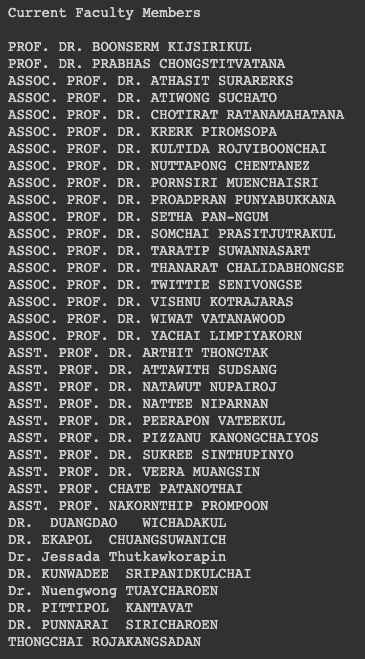 Current Faculty Members
PROF. DR. BOONSERM KIJSIRIKUL
PROF. DR. PRABHAS CHONGSTITVATANA
ASSOC. PROF. DR. ATHASIT SURARERKS
ASSOC. PROF. DR. ATIWONG SUCHATO
ASSOC. PROF. DR. CHOTIRAT RATANAMAHATANA
ASSOC. PROF. DR. KRERK PIROMSOPA
ASSOC. PROF. DR. KULTIDA ROJVIBOONCHAI
ASSOC. PROF. DR. NUTTAPONG CHENTANEZ
ASSOC. PROF. DR. PORNSIRI MUENCHAISRI
ASSOC. PROF. DR. PROADPRAN PUNYABUKKANA
ASSOC. PROF. DR. SETHA PAN-NGUM
ASSOC. PROF. DR. SOMCHAI PRASITJUTRAKUL
ASSOC. PROF. DR. TARATIP SUWANNASART
ASSOC. PROF. DR. THANARAT CHALIDABHONGSE
ASSOC. PROF. DR. TWITTIE SENIVONGSE
ASSOC. PROF. DR. VISHNU KOTRAJARAS
ASSOC. PROF. DR. WIWAT VATANAWOOD
ASSOC. PROF. DR. YACHAI LIMPIYAKORN
ASST. PROF. DR. ARTHIT THONGTAK
ASST. PROF. DR. ATTAWITH SUDSANG
ASST. PROF. DR. NATAWUT NUPAIROJ
ASST. PROF. DR. NATTEE NIPARNAN
ASST. PROF. DR. PEERAPON VATEEKUL
ASST. PROF. DR. PIZZANU KANONGCHAIYOS
ASST. PROF. DR. SUKREE SINTHUPINYO
ASST. PROF. DR. VEERA MUANGSIN
ASST. PROF. CHATE PATANOTHAI
ASST. PROF. NAKORNTHIP PROMPOON
DR.  DUANGDAO   WICHADAKUL
DR. EKAPOL  CHUANGSUWANICH
Dr. Jessada Thutkawkorapin
DR. KUNWADEE  SRIPANIDKULCHAI
Dr. Nuengwong TUAYCHAROEN
DR. PITTIPOL  KANTAVAT
DR. PUNNARAI  SIRICHAROEN
THONGCHAI ROJAKANGSADAN